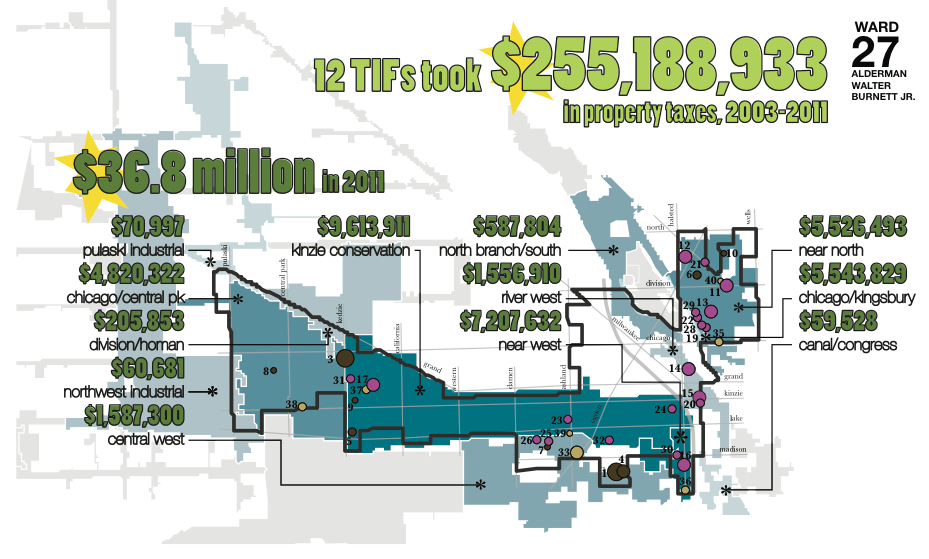 WARD
27
ALDERMAN
WALTER
BURNETT JR.
12 TIFs took $255,188,933
in property taxes, 2003-2011
$36.8 million in 2011
$70,997
pulaski industrial
$4,820,322
chicago/central pk.
$205,853
division/homan
$60,681
northwest industrial
$1,587,300
central west
$9,613,911
kinzie conservation
$587,804
north branch/south
$1,556,910
river west
$7,207,632
near west
$5,526,493
near north
$5,543,829
chicago/kingsbury
$59,528
canal/congress
pulaski
central park
kedzie
california
grand
western
damen
ashland
milwaukee
halsted
wells
north
division
chicago
grand
kinzie
lake
madison
12
10
21
6
40
11
29
13
22
28
19
35
14
15
20
24
3
8
31
17
37
9
38
5
23
25
39
26
7
32
33
1
4
30
16
36